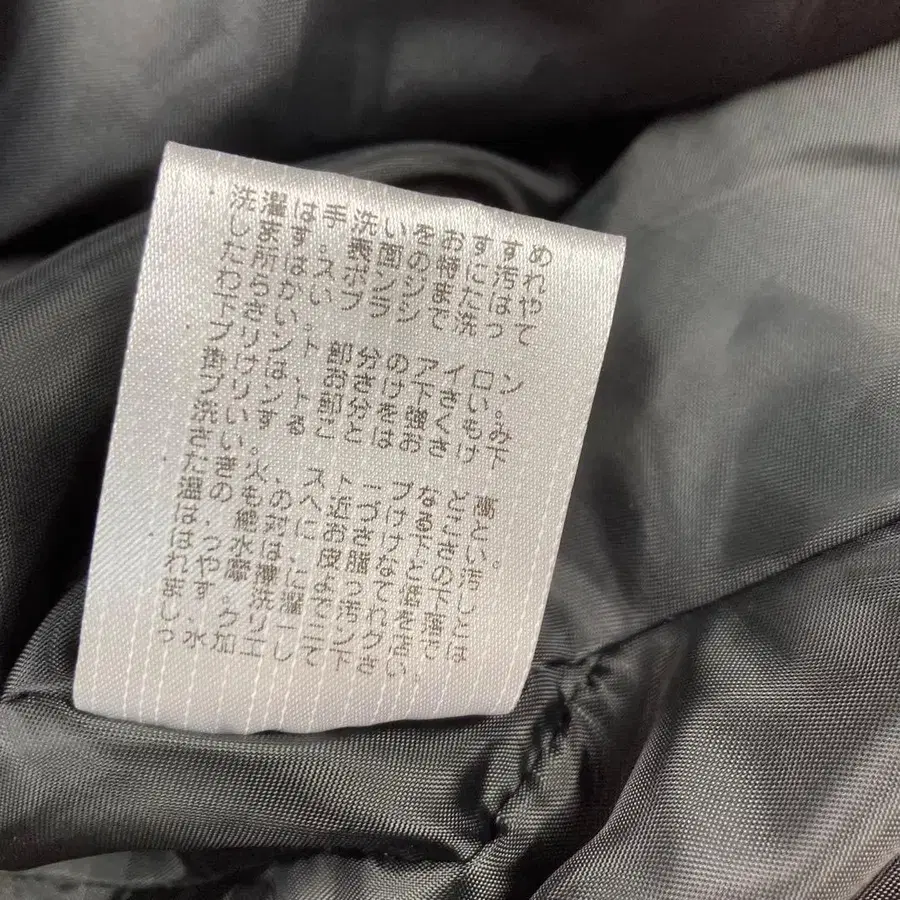 ・洗濯は手洗いをおすすめ
します。表面の特に汚れ
た所はスポンジまたはや
わらかいブラシで洗って
下さい。
プリント部分のアイロン
掛けは、おさけ下さい。
プリント部分を強くもみ
洗いすることはおさけ下
さい。
たき火、ストーブなど高
温のものへ近づけること
は対におさけ下さい。
はっ水は、などの汚
れや摩擦によって低下し
ます。洗濯で汚れを落と
し、クリーニング店では
っ水加工して下さい。